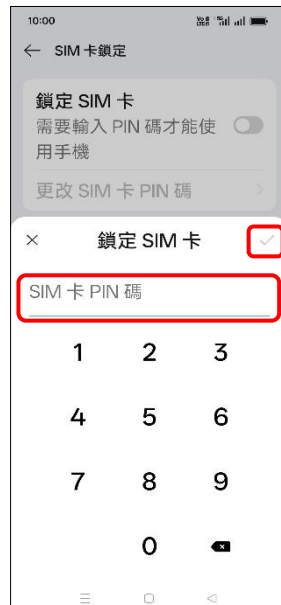 10:00
← SIM 卡鎖定
鎖定 SIM 卡
需要輸入 PIN 碼才能使
用手機
更改 SIM 卡 PIN 碼
× 鎖定 SIM 卡 ✓
SIM 卡 PIN 碼
1 2 3
4 5 6
7 8 9
0